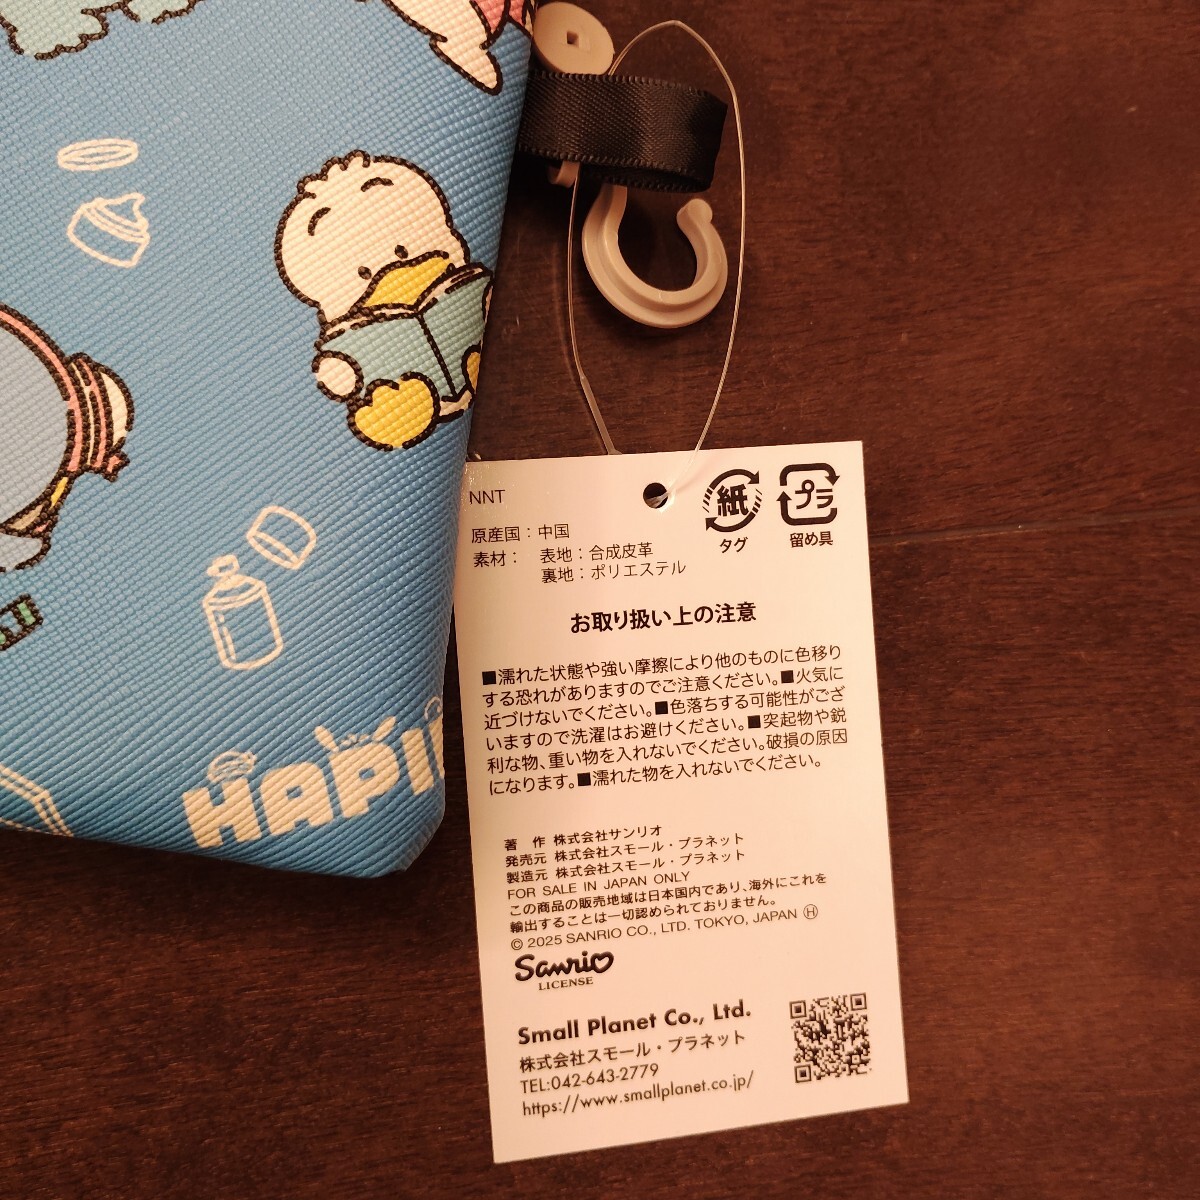 HAPI
NNT
紙
タグ
プラ
留め具
原産国：中国
素材： 表地：合成皮革
裏地：ポリエステル
お取り扱い上の注意
■濡れた状態や強い摩擦により他のものに色移り
する恐れがありますのでご注意ください。■火気に
近づけないでください。■色落ちする可能性がござ
いますので洗濯はお避けください。■突起物や鋭
利な物、重い物を入れないでください。破損の原因
になります。■濡れた物を入れないでください。
著 作 株式会社サンリオ
発売元 株式会社スモール・プラネット
製造元 株式会社スモール・プラネット
FOR SALE IN JAPAN ONLY
この商品の販売地域は日本国内であり、海外にこれを
輸出することは一切認められておりません。
© 2025 SANRIO CO., LTD. TOKYO, JAPAN Ⓗ
Sanrio
LICENSE
Small Planet Co., Ltd.
株式会社スモール・プラネット
TEL:042-643-2779
https://www.smallplanet.co.jp/